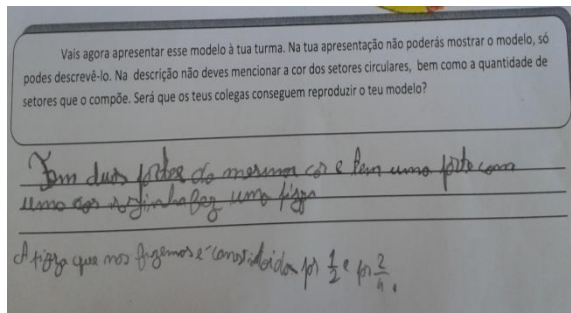 Vais agora apresentar esse modelo à tua turma. Na tua apresentação não poderás mostrar o modelo, só
podes descrevê-lo. Na descrição não deves mencionar a cor dos setores circulares, bem como a quantidade de
setores que o compõe. Será que os teus colegas conseguem reproduzir o teu modelo?
Tem duas partes da mesma cor e tem uma parte com
uma cor sozinha faz uma pizza
A pizza que nos fizemos é constituida por 1/2 e por 2/4.